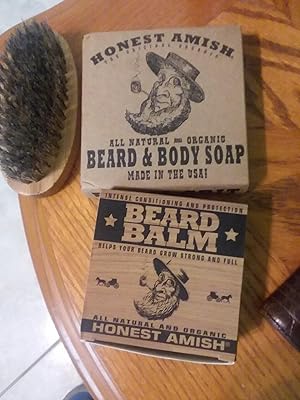 HONEST AMISH
THE ORIGINAL ORGANIC
ALL NATURAL AND ORGANIC
BEARD & BODY SOAP
MADE IN THE USA!
INTENSE CONDITIONING AND PROTECTION
BEARD
BALM
HELPS YOUR BEARD GROW STRONG AND FULL
ALL NATURAL AND ORGANIC
HONEST AMISH®